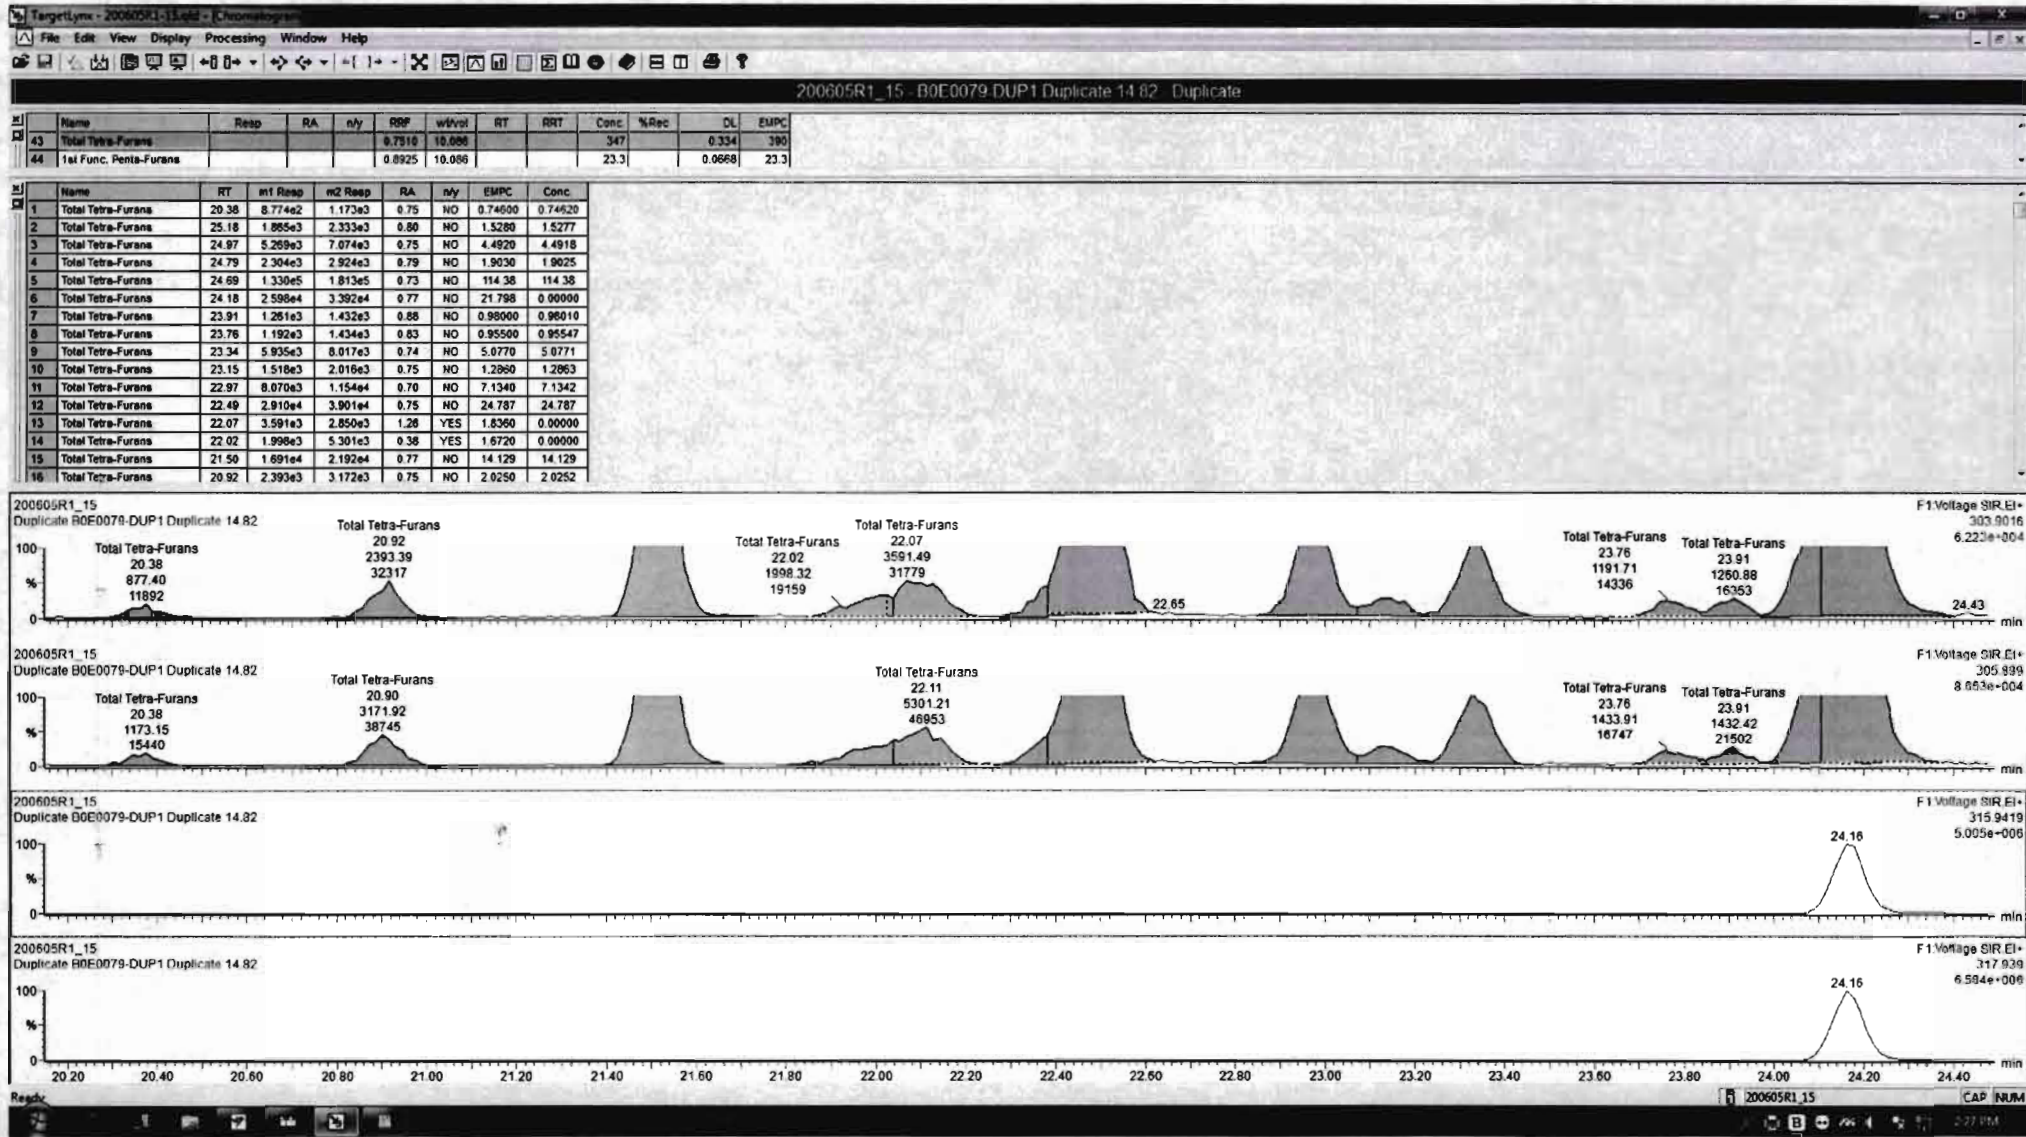 TargetLynx - 200605R1-15.qld - [Chromatogram]
File Edit View Display Processing Window Help
200605R1_15 - B0E0079-DUP1 Duplicate 14.82 - Duplicate
Name Resp RA n/y RRF wt/vol RT RRT Conc %Rec DL EMPC
43 Total Tetra-Furans 0.7510 10.086 347 0.334 390
44 1st Func. Penta-Furans 0.8925 10.086 23.3 0.0668 23.3
Name RT m1 Resp m2 Resp RA n/y EMPC Conc
1 Total Tetra-Furans 20.38 8.774e2 1.173e3 0.75 NO 0.74600 0.74620
2 Total Tetra-Furans 25.18 1.865e3 2.333e3 0.80 NO 1.5280 1.5277
3 Total Tetra-Furans 24.97 5.269e3 7.074e3 0.75 NO 4.4920 4.4918
4 Total Tetra-Furans 24.79 2.304e3 2.924e3 0.79 NO 1.9030 1.9025
5 Total Tetra-Furans 24.69 1.330e5 1.813e5 0.73 NO 114.38 114.38
6 Total Tetra-Furans 24.18 2.598e4 3.392e4 0.77 NO 21.798 0.00000
7 Total Tetra-Furans 23.91 1.261e3 1.432e3 0.88 NO 0.98000 0.98010
8 Total Tetra-Furans 23.76 1.192e3 1.434e3 0.83 NO 0.95500 0.95547
9 Total Tetra-Furans 23.34 5.935e3 8.017e3 0.74 NO 5.0770 5.0771
10 Total Tetra-Furans 23.15 1.518e3 2.016e3 0.75 NO 1.2860 1.2863
11 Total Tetra-Furans 22.97 8.070e3 1.154e4 0.70 NO 7.1340 7.1342
12 Total Tetra-Furans 22.49 2.910e4 3.901e4 0.75 NO 24.787 24.787
13 Total Tetra-Furans 22.07 3.591e3 2.850e3 1.26 YES 1.8360 0.00000
14 Total Tetra-Furans 22.02 1.998e3 5.301e3 0.38 YES 1.6720 0.00000
15 Total Tetra-Furans 21.50 1.691e4 2.192e4 0.77 NO 14.129 14.129
16 Total Tetra-Furans 20.92 2.393e3 3.172e3 0.75 NO 2.0250 2.0252
200605R1_15
Duplicate B0E0079-DUP1 Duplicate 14.82
F1:Voltage SIR,EI+
303.9016
6.223e+004
100
%
0
Total Tetra-Furans
20.38
877.40
11892
Total Tetra-Furans
20.92
2393.39
32317
Total Tetra-Furans
22.02
1998.32
19159
Total Tetra-Furans
22.07
3591.49
31779
22.65
Total Tetra-Furans
23.76
1191.71
14336
Total Tetra-Furans
23.91
1260.88
16353
24.43
min
200605R1_15
Duplicate B0E0079-DUP1 Duplicate 14.82
F1:Voltage SIR,EI+
305.899
100
%
0
Total Tetra-Furans
20.38
1173.15
15440
Total Tetra-Furans
20.90
3171.92
38745
Total Tetra-Furans
22.11
5301.21
46953
Total Tetra-Furans
23.76
1433.91
16747
Total Tetra-Furans
23.91
1432.42
21502
min
200605R1_15
Duplicate B0E0079-DUP1 Duplicate 14.82
F1:Voltage SIR,EI+
315.9419
5.005e+006
100
%
0
24.16
min
200605R1_15
Duplicate B0E0079-DUP1 Duplicate 14.82
F1:Voltage SIR,EI+
317.939
6.584e+006
100
%
0
24.16
min
20.20 20.40 20.60 20.80 21.00 21.20 21.40 21.60 21.80 22.00 22.20 22.40 22.60 22.80 23.00 23.20 23.40 23.60 23.80 24.00 24.20 24.40
Ready 200605R1_15 CAP NUM
2:27 PM